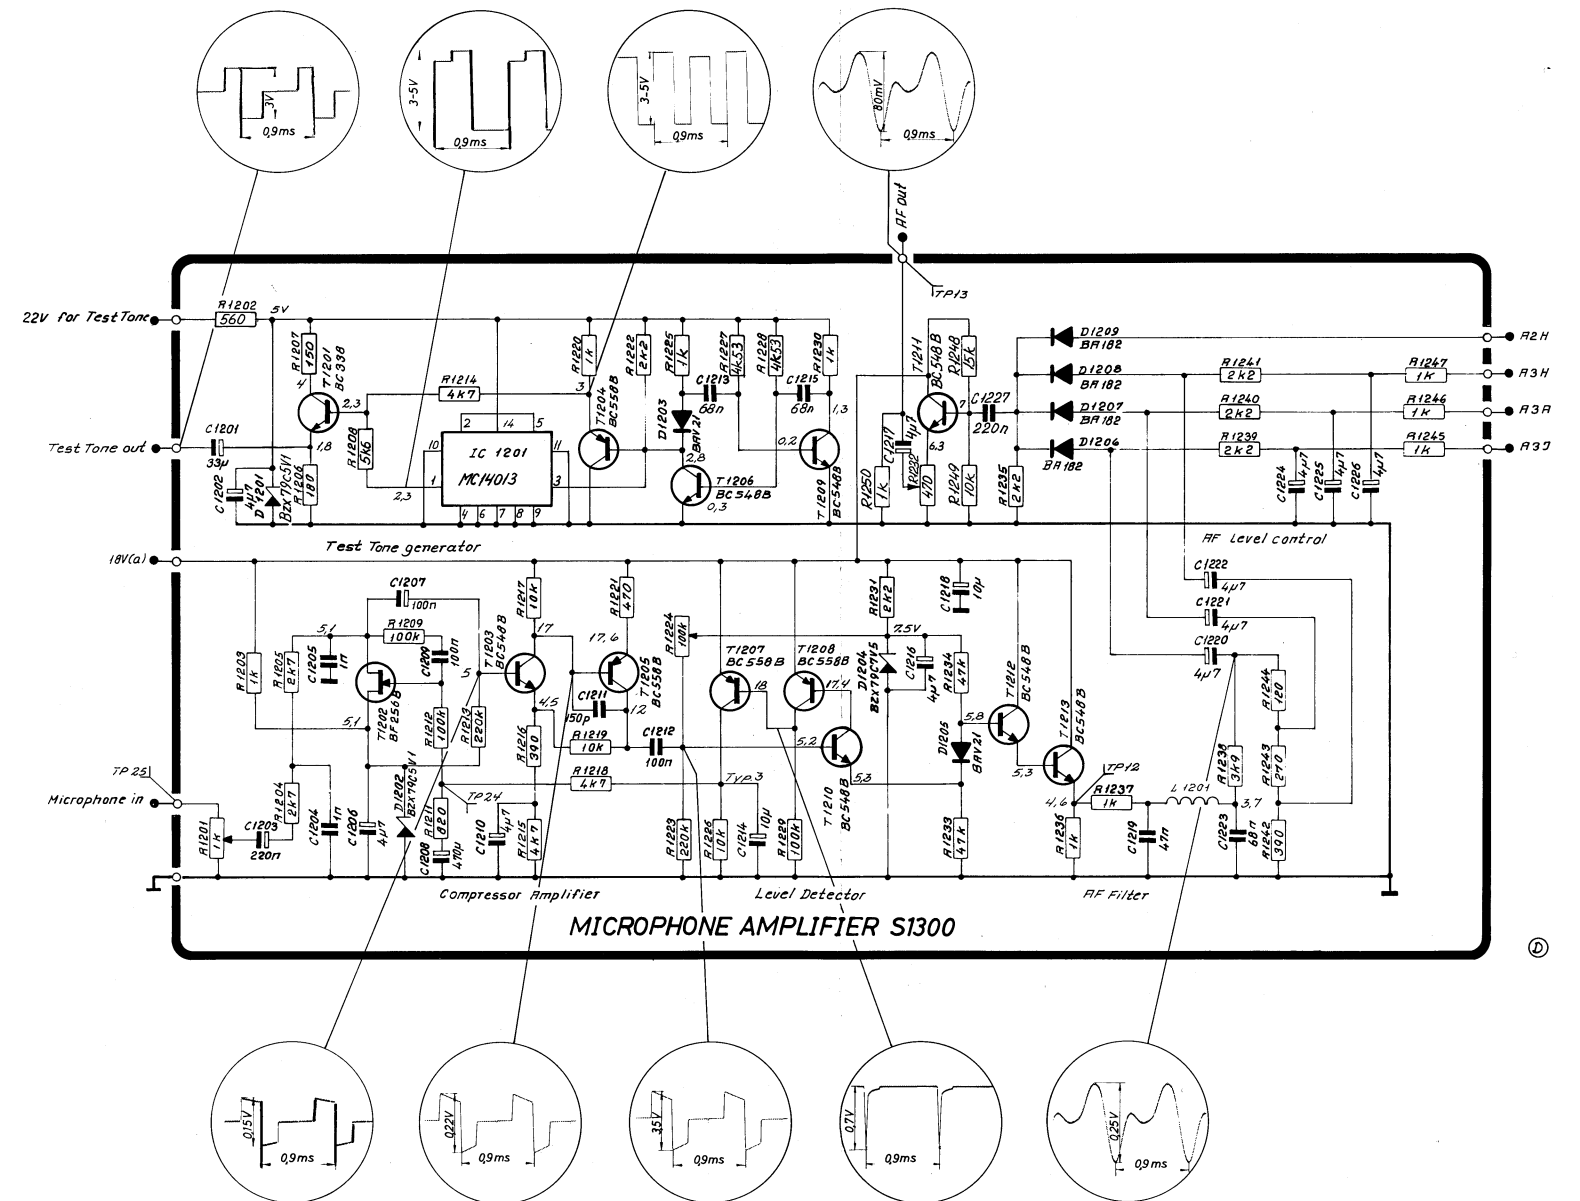 3V
0,9ms
3-5V
0,9ms
3-5V
0,9ms
80mV
0,9ms
AF out
TP13
22V for Test Tone
R1202
560
5V
R1207
150
T1201
BC338
4
2,3
1,8
R1214
4k7
R1208
5k6
2,3
C1201
33µ
Test Tone out
C1202
4µ7
D1201
Bzx79c5V1
R1206
180
2
14
5
10
11
IC 1201
MC14013
1
3
4
6
7
8
9
R1220
1k
3
T1204
BC558B
R1222
2k2
R1225
1k
D1203
BAV21
C1213
68n
R1227
4k53
R1228
4k53
C1215
68n
R1230
1k
1,3
0,2
2,8
T1206
BC548B
0,3
T1209
BC548B
T1211
BC548B
R1248
15k
7
C1227
220n
6,3
C1217
4µ7
R1250
1k
R1232
470
R1249
10k
R1235
2k2
D1209
BA182
D1208
BA182
D1207
BA182
D1206
BA182
R1241
2k2
R1240
2k2
R1239
2k2
R1247
1k
R1246
1k
R1245
1k
C1224
4µ7
C1225
4µ7
C1226
4µ7
A2H
A3H
A3A
A3J
Test Tone generator
AF Level control
18V(a)
C1207
100n
R1203
1k
R1205
2k7
5,1
C1205
1n
R1209
100k
C1209
100n
5,1
T1202
BF256B
R1212
100k
R1213
220k
5
T1203
BC548B
R1217
10k
17
R1221
470
17,6
T1205
BC558B
C1211
150p
12
4,5
R1216
390
R1219
10k
C1212
100n
R1218
4k7
R1224
100k
T1207
BC558B
18
T1208
BC558B
17,4
5,2
5,3
Typ.3
T1210
BC548B
R1231
2k2
7,5V
D1204
BZX79C7V5
C1216
4µ7
C1218
10µ
R1234
47k
5,8
D1205
BAV21
T1212
BC548B
5,3
T1213
BC548B
4,6
TP12
R1237
1k
L1201
3,7
R1238
3k9
C1222
4µ7
C1221
4µ7
C1220
4µ7
R1244
120
R1243
270
R1242
390
TP25
Microphone in
R1201
1k
C1203
220n
R1204
2k7
C1204
1n
C1206
4µ7
D1202
BZX79C5V1
TP24
R1211
820
C1208
470µ
C1210
4µ7
R1215
4k7
R1223
220k
R1226
10k
C1214
10µ
R1229
100k
R1233
47k
R1236
1k
C1219
47n
C1223
68n
Compressor Amplifier
Level Detector
AF Filter
MICROPHONE AMPLIFIER S1300
D
0,15V
0,9ms
0,22V
0,9ms
3,5V
0,9ms
0,7V
0,9ms
0,25V
0,9ms